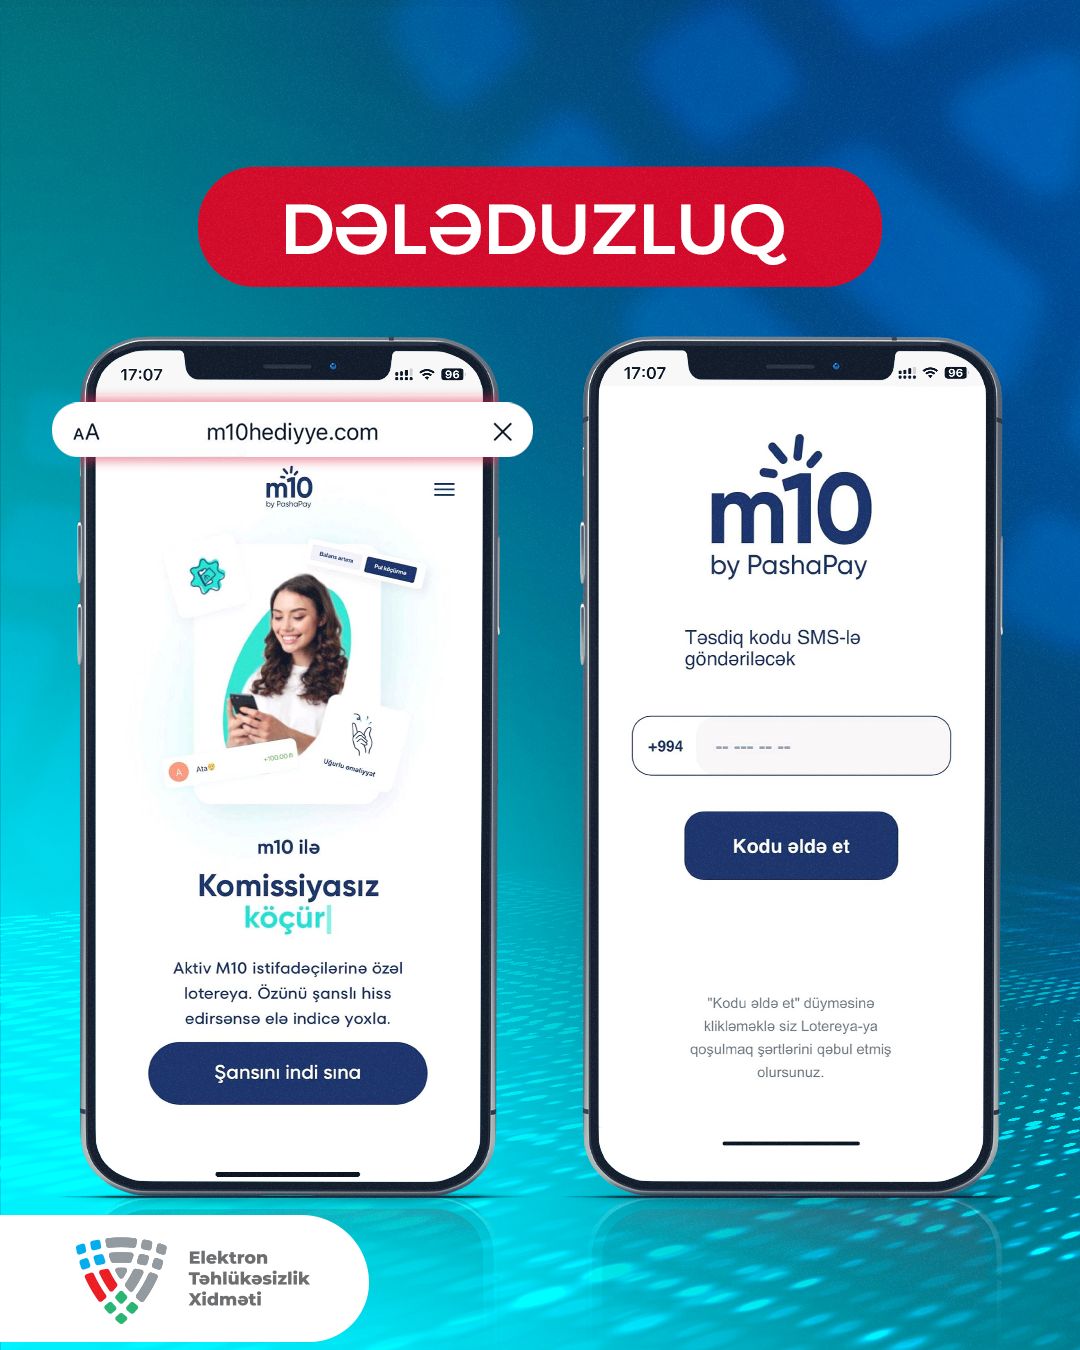 DƏLƏDUZLUQ
17:07
96
AA
m10hediyye.com
m10
by PashaPay
Balans artımı
Pul köçürmə
A
Ata
+100.00 ₼
Uğurlu əməliyyat
m10 ilə
Komissiyasız
köçür
Aktiv M10 istifadəçilərinə özəl
lotereya. Özünü şanslı hiss
edirsənsə elə indicə yoxla.
Şansını indi sına
17:07
96
m10
by PashaPay
Təsdiq kodu SMS-lə
göndəriləcək
+994
-- --- -- --
Kodu əldə et
"Kodu əldə et" düyməsinə
klikləməklə siz Lotereya-ya
qoşulmaq şərtlərini qəbul etmiş
olursunuz.
Elektron
Təhlükəsizlik
Xidməti